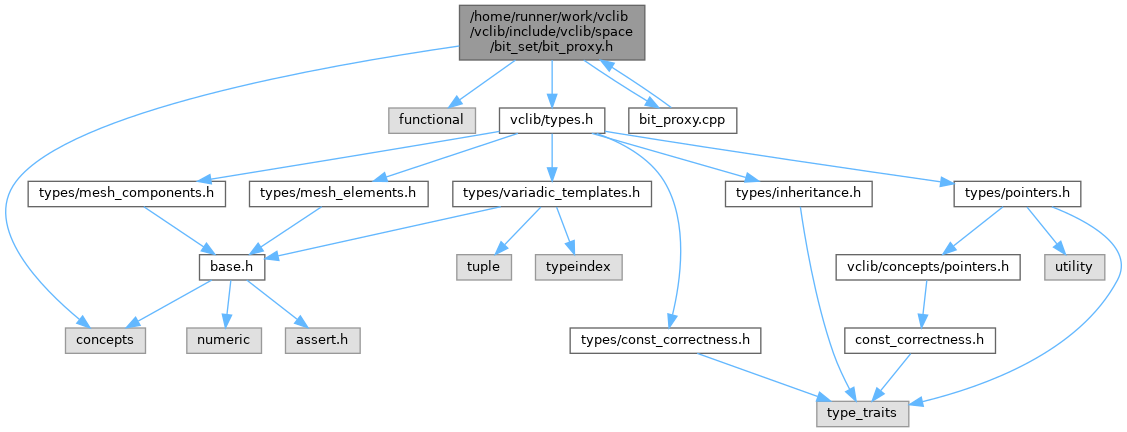 /home/runner/work/vclib
/vclib/include/vclib/space
/bit_set/bit_proxy.h
functional
vclib/types.h
bit_proxy.cpp
types/mesh_components.h
types/mesh_elements.h
types/variadic_templates.h
types/inheritance.h
types/pointers.h
base.h
tuple
typeindex
vclib/concepts/pointers.h
utility
concepts
numeric
assert.h
types/const_correctness.h
const_correctness.h
type_traits